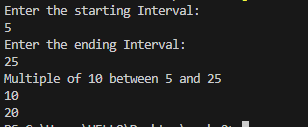 Enter the starting Interval:
5
Enter the ending Interval:
25
Multiple of 10 between 5 and 25
10
20